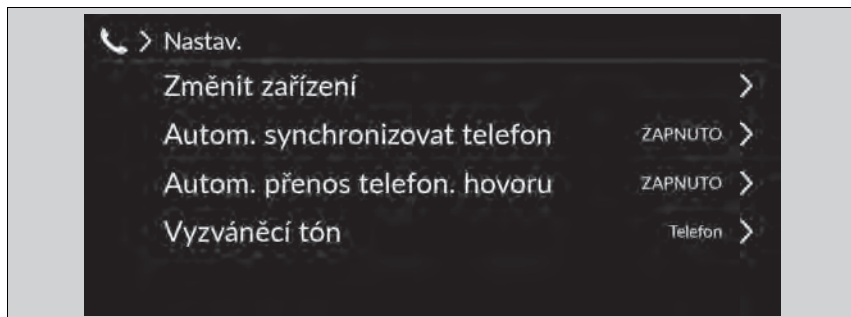 Nastav.
Změnit zařízení
Autom. synchronizovat telefon ZAPNUTO
Autom. přenos telefon. hovoru ZAPNUTO
Vyzváněcí tón Telefon